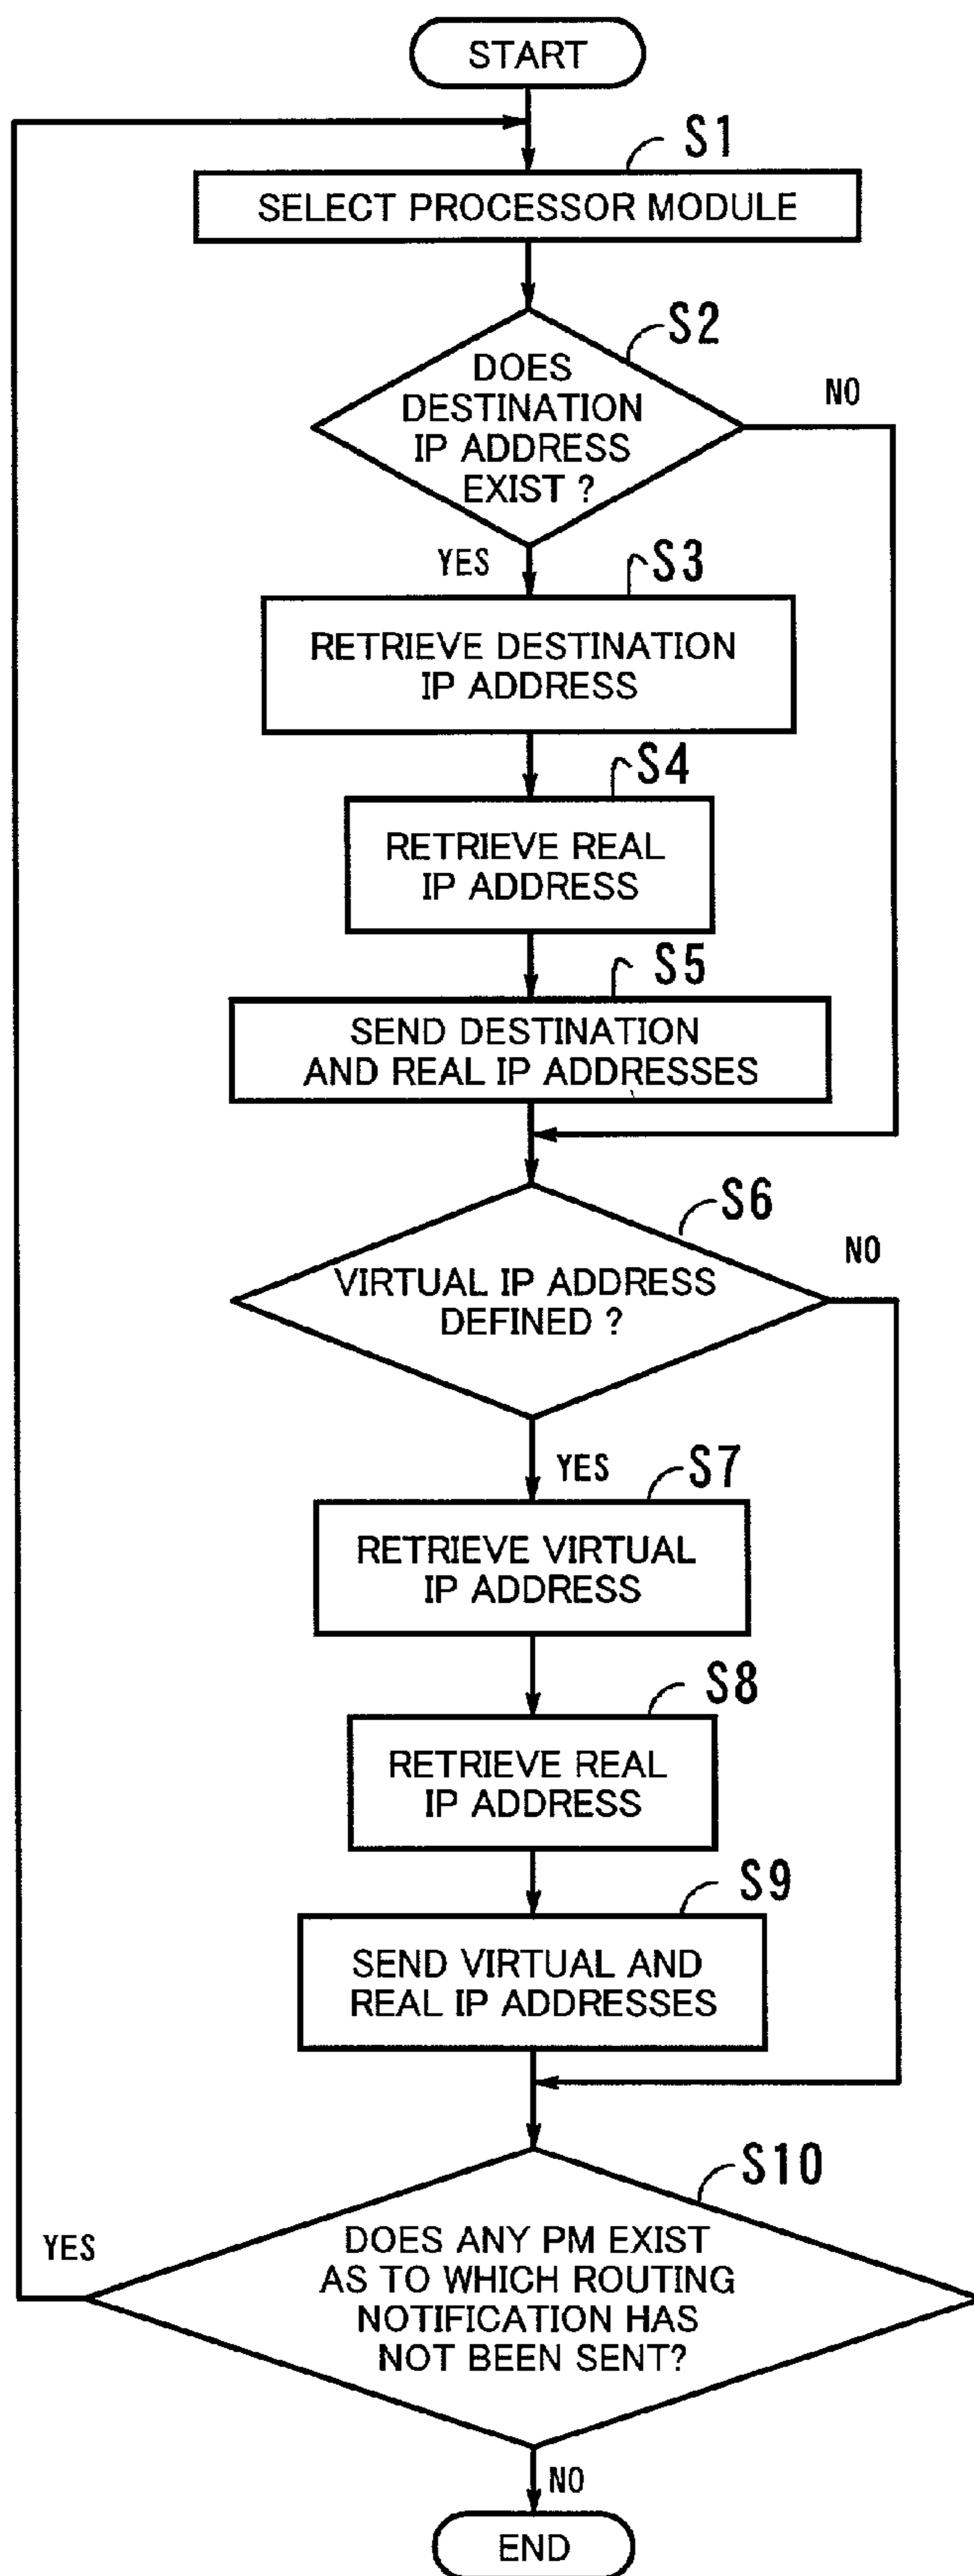 START
S1
SELECT PROCESSOR MODULE
S2
DOES
DESTINATION
IP ADDRESS
EXIST ?
NO
YES
S3
RETRIEVE DESTINATION
IP ADDRESS
S4
RETRIEVE REAL
IP ADDRESS
S5
SEND DESTINATION
AND REAL IP ADDRESSES
S6
VIRTUAL IP ADDRESS
DEFINED ?
NO
YES
S7
RETRIEVE VIRTUAL
IP ADDRESS
S8
RETRIEVE REAL
IP ADDRESS
S9
SEND VIRTUAL AND
REAL IP ADDRESSES
S10
YES
DOES ANY PM EXIST
AS TO WHICH ROUTING
NOTIFICATION HAS
NOT BEEN SENT?
NO
END